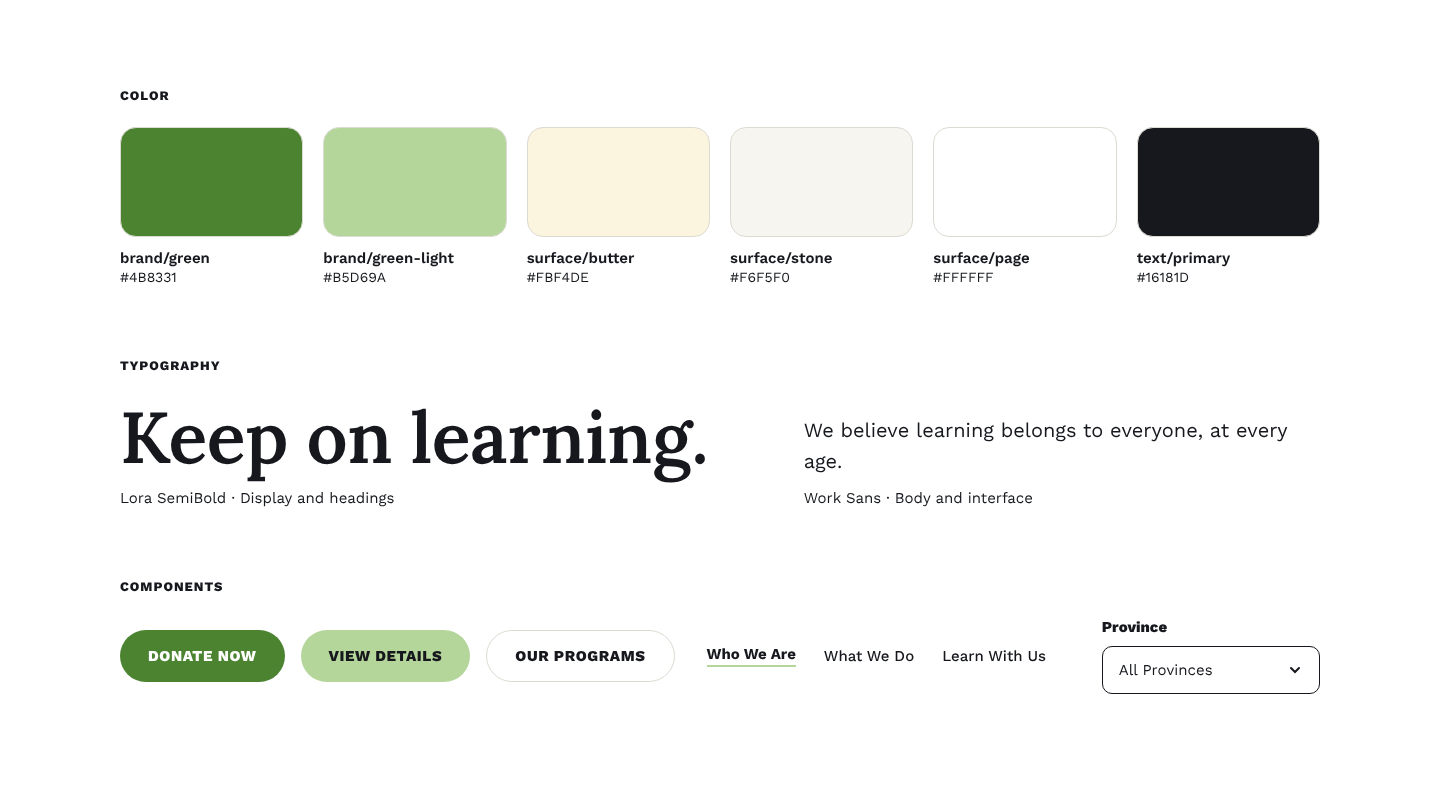 COLOR
brand/green
#4B8331
brand/green-light
#B5D69A
surface/butter
#FBF4DE
surface/stone
#F6F5F0
surface/page
#FFFFFF
text/primary
#16181D
TYPOGRAPHY
Keep on learning.
Lora SemiBold · Display and headings
We believe learning belongs to everyone, at every
age.
Work Sans · Body and interface
COMPONENTS
DONATE NOW
VIEW DETAILS
OUR PROGRAMS
Who We Are
What We Do
Learn With Us
Province
All Provinces